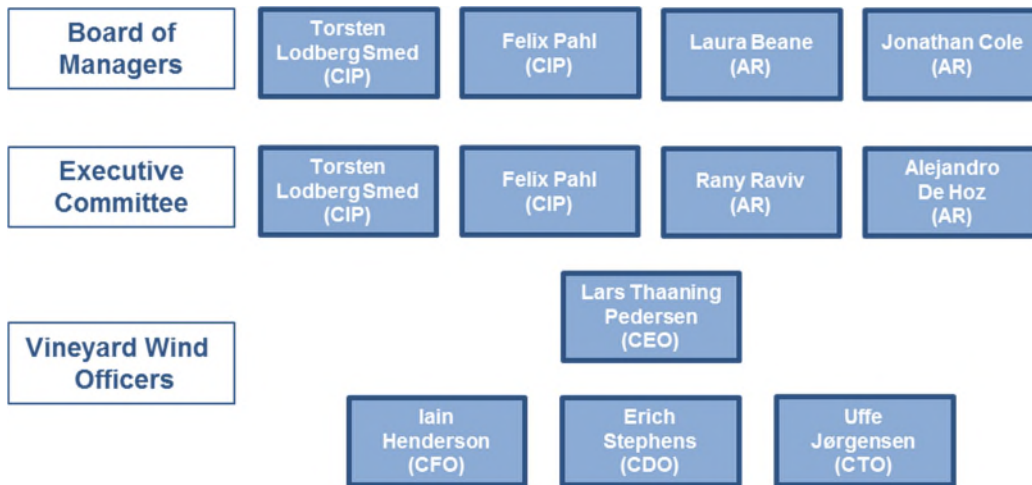 Board of
Managers
Torsten
Lodberg Smed
(CIP)
Felix Pahl
(CIP)
Laura Beane
(AR)
Jonathan Cole
(AR)
Executive
Committee
Torsten
Lodberg Smed
(CIP)
Felix Pahl
(CIP)
Rany Raviv
(AR)
Alejandro
De Hoz
(AR)
Vineyard Wind
Officers
Lars Thaaning
Pedersen
(CEO)
Iain
Henderson
(CFO)
Erich
Stephens
(CDO)
Uffe
Jørgensen
(CTO)